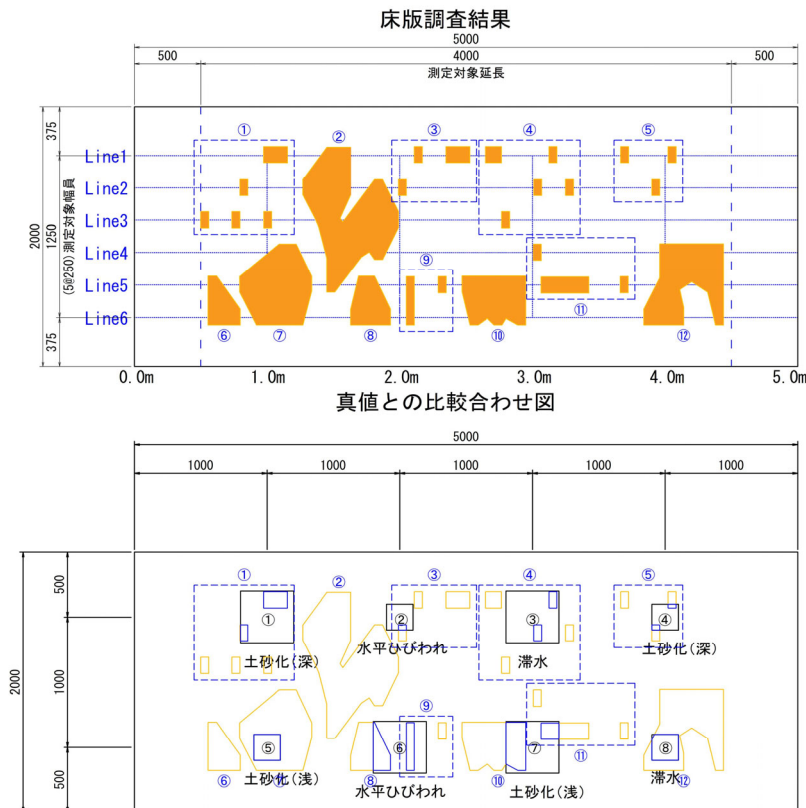 床版調査結果
5000
500 4000 500
測定対象延長
375
1250
(5@250)測定対象幅員
2000
375
① ② ③ ④ ⑤
Line1
Line2
Line3
Line4
Line5
Line6
⑨
⑪
⑥ ⑦ ⑧ ⑩ ⑫
0.0m 1.0m 2.0m 3.0m 4.0m 5.0m
真値との比較合わせ図
5000
1000 1000 1000 1000 1000
500
1000
2000
500
① ② ③ ④ ⑤
① ② ③ ④
土砂化(深) 水平ひびわれ 滞水 土砂化(深)
⑨
⑪
⑤ ⑥ ⑦ ⑧
⑥ ⑧ ⑩ ⑫
土砂化(浅) 水平ひびわれ 土砂化(浅) 滞水